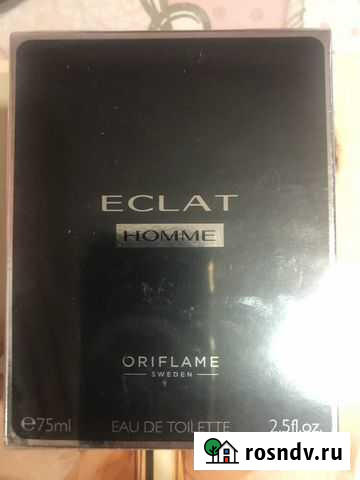 ECLAT
HOMME
ORIFLAME
SWEDEN
℮75ml EAU DE TOILETTE 2.5fl.oz.
rosndv.ru